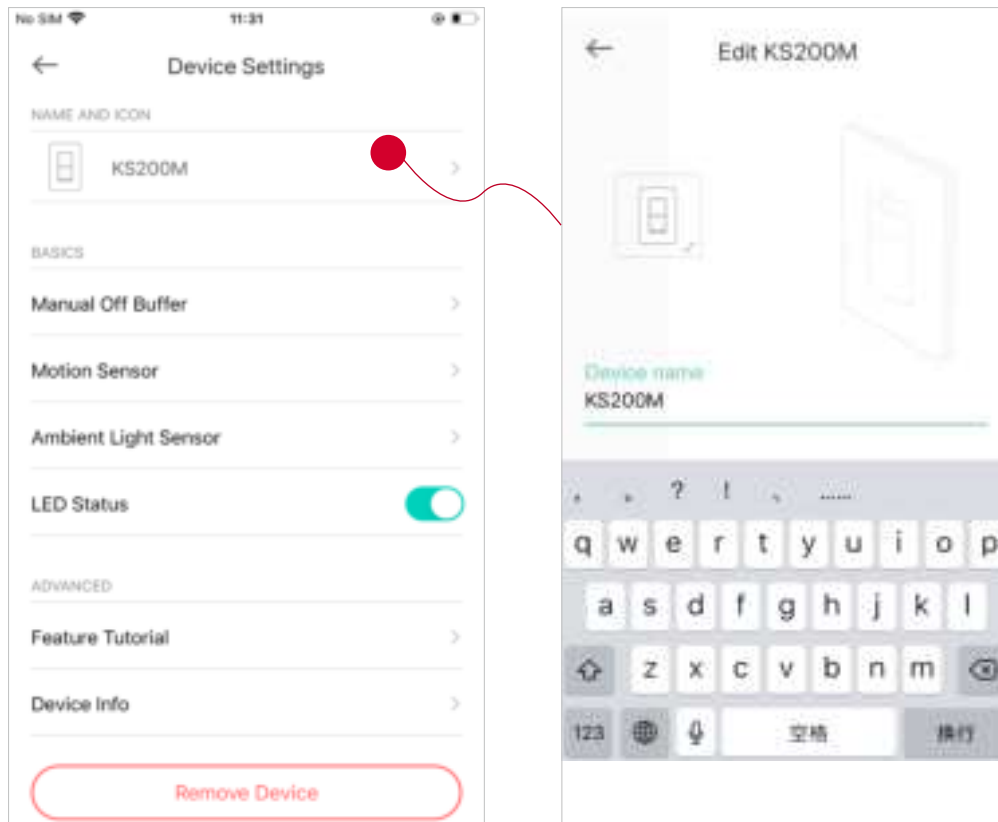 No SIM 11:31
Device Settings
NAME AND ICON
KS200M
BASICS
Manual Off Buffer
Motion Sensor
Ambient Light Sensor
LED Status
ADVANCED
Feature Tutorial
Device Info
Remove Device
Edit KS200M
Device name
KS200M
， 。 ? ! 、 ......
q w e r t y u i o p
a s d f g h j k l
z x c v b n m
123 空格 换行